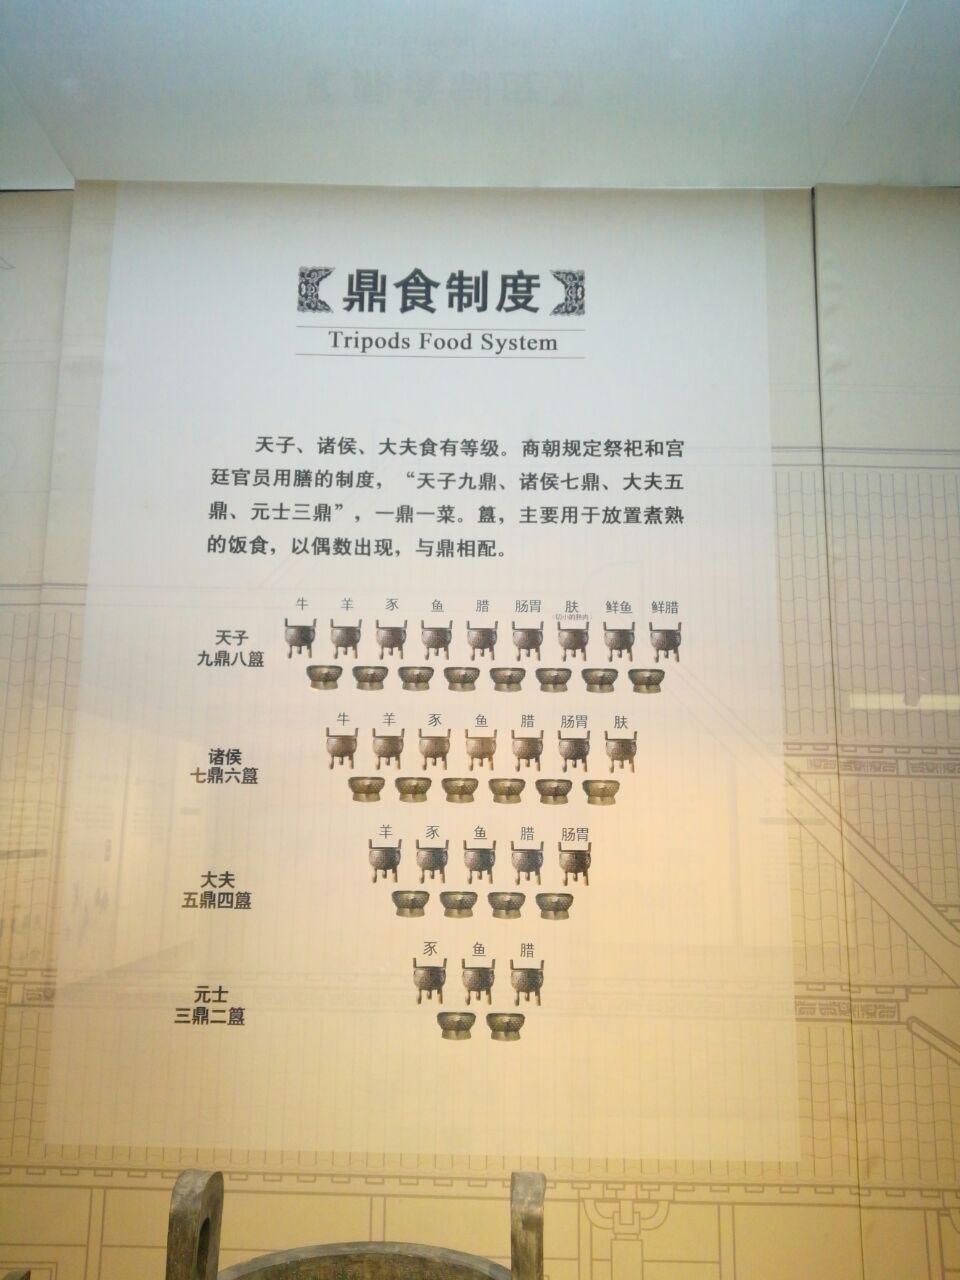 鼎食制度
Tripods Food System
天子、诸侯、大夫食有等级。商朝规定祭祀和宫
廷官员用膳的制度，“天子九鼎、诸侯七鼎、大夫五
鼎、元士三鼎”，一鼎一菜。簋，主要用于放置煮熟
的饭食，以偶数出现，与鼎相配。
牛 羊 豕 鱼 腊 肠胃 肤 鲜鱼 鲜腊
（切小的熟肉）
天子
九鼎八簋
牛 羊 豕 鱼 腊 肠胃 肤
诸侯
七鼎六簋
羊 豕 鱼 腊 肠胃
大夫
五鼎四簋
豕 鱼 腊
元士
三鼎二簋